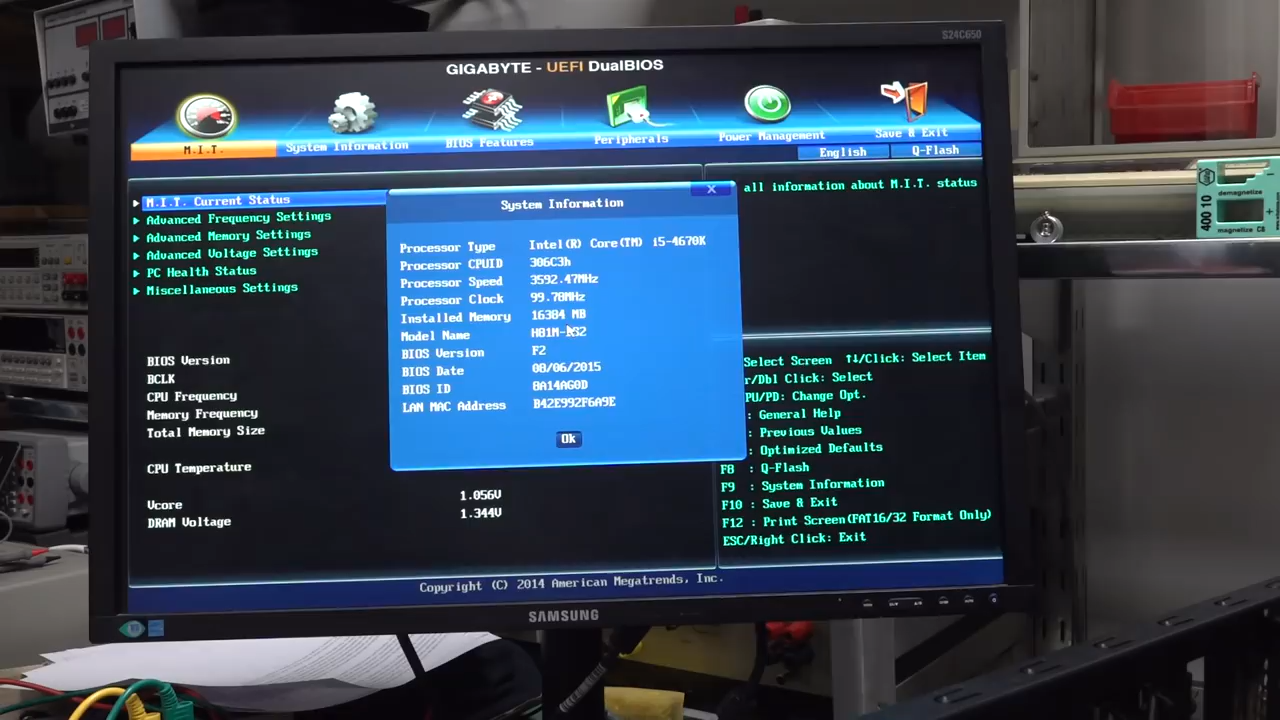 S24C650
GIGABYTE - UEFI DualBIOS
M.I.T.
System Information
BIOS Features
Peripherals
Power Management
Save & Exit
English
Q-Flash
M.I.T. Current Status
Advanced Frequency Settings
Advanced Memory Settings
Advanced Voltage Settings
PC Health Status
Miscellaneous Settings
BIOS Version
BCLK
CPU Frequency
Memory Frequency
Total Memory Size
CPU Temperature
Vcore 1.056V
DRAM Voltage 1.344V
X
System Information
Processor Type Intel(R) Core(TM) i5-4670K
Processor CPUID 306C3h
Processor Speed 3592.47MHz
Processor Clock 99.78MHz
Installed Memory 16384 MB
Model Name
BIOS Version F2
BIOS Date 08/06/2015
BIOS ID 8A14AG0D
LAN MAC Address B42E992F6A9E
Ok
all information about M.I.T. status
Select Screen ↑↓/Click: Select Item
r/Dbl Click: Select
PU/PD: Change Opt.
: General Help
: Previous Values
: Optimized Defaults
F8 : Q-Flash
F9 : System Information
F10 : Save & Exit
F12 : Print Screen(FAT16/32 Format Only)
ESC/Right Click: Exit
Copyright (C) 2014 American Megatrends, Inc.
SAMSUNG
demagnetize
400 10
magnetize